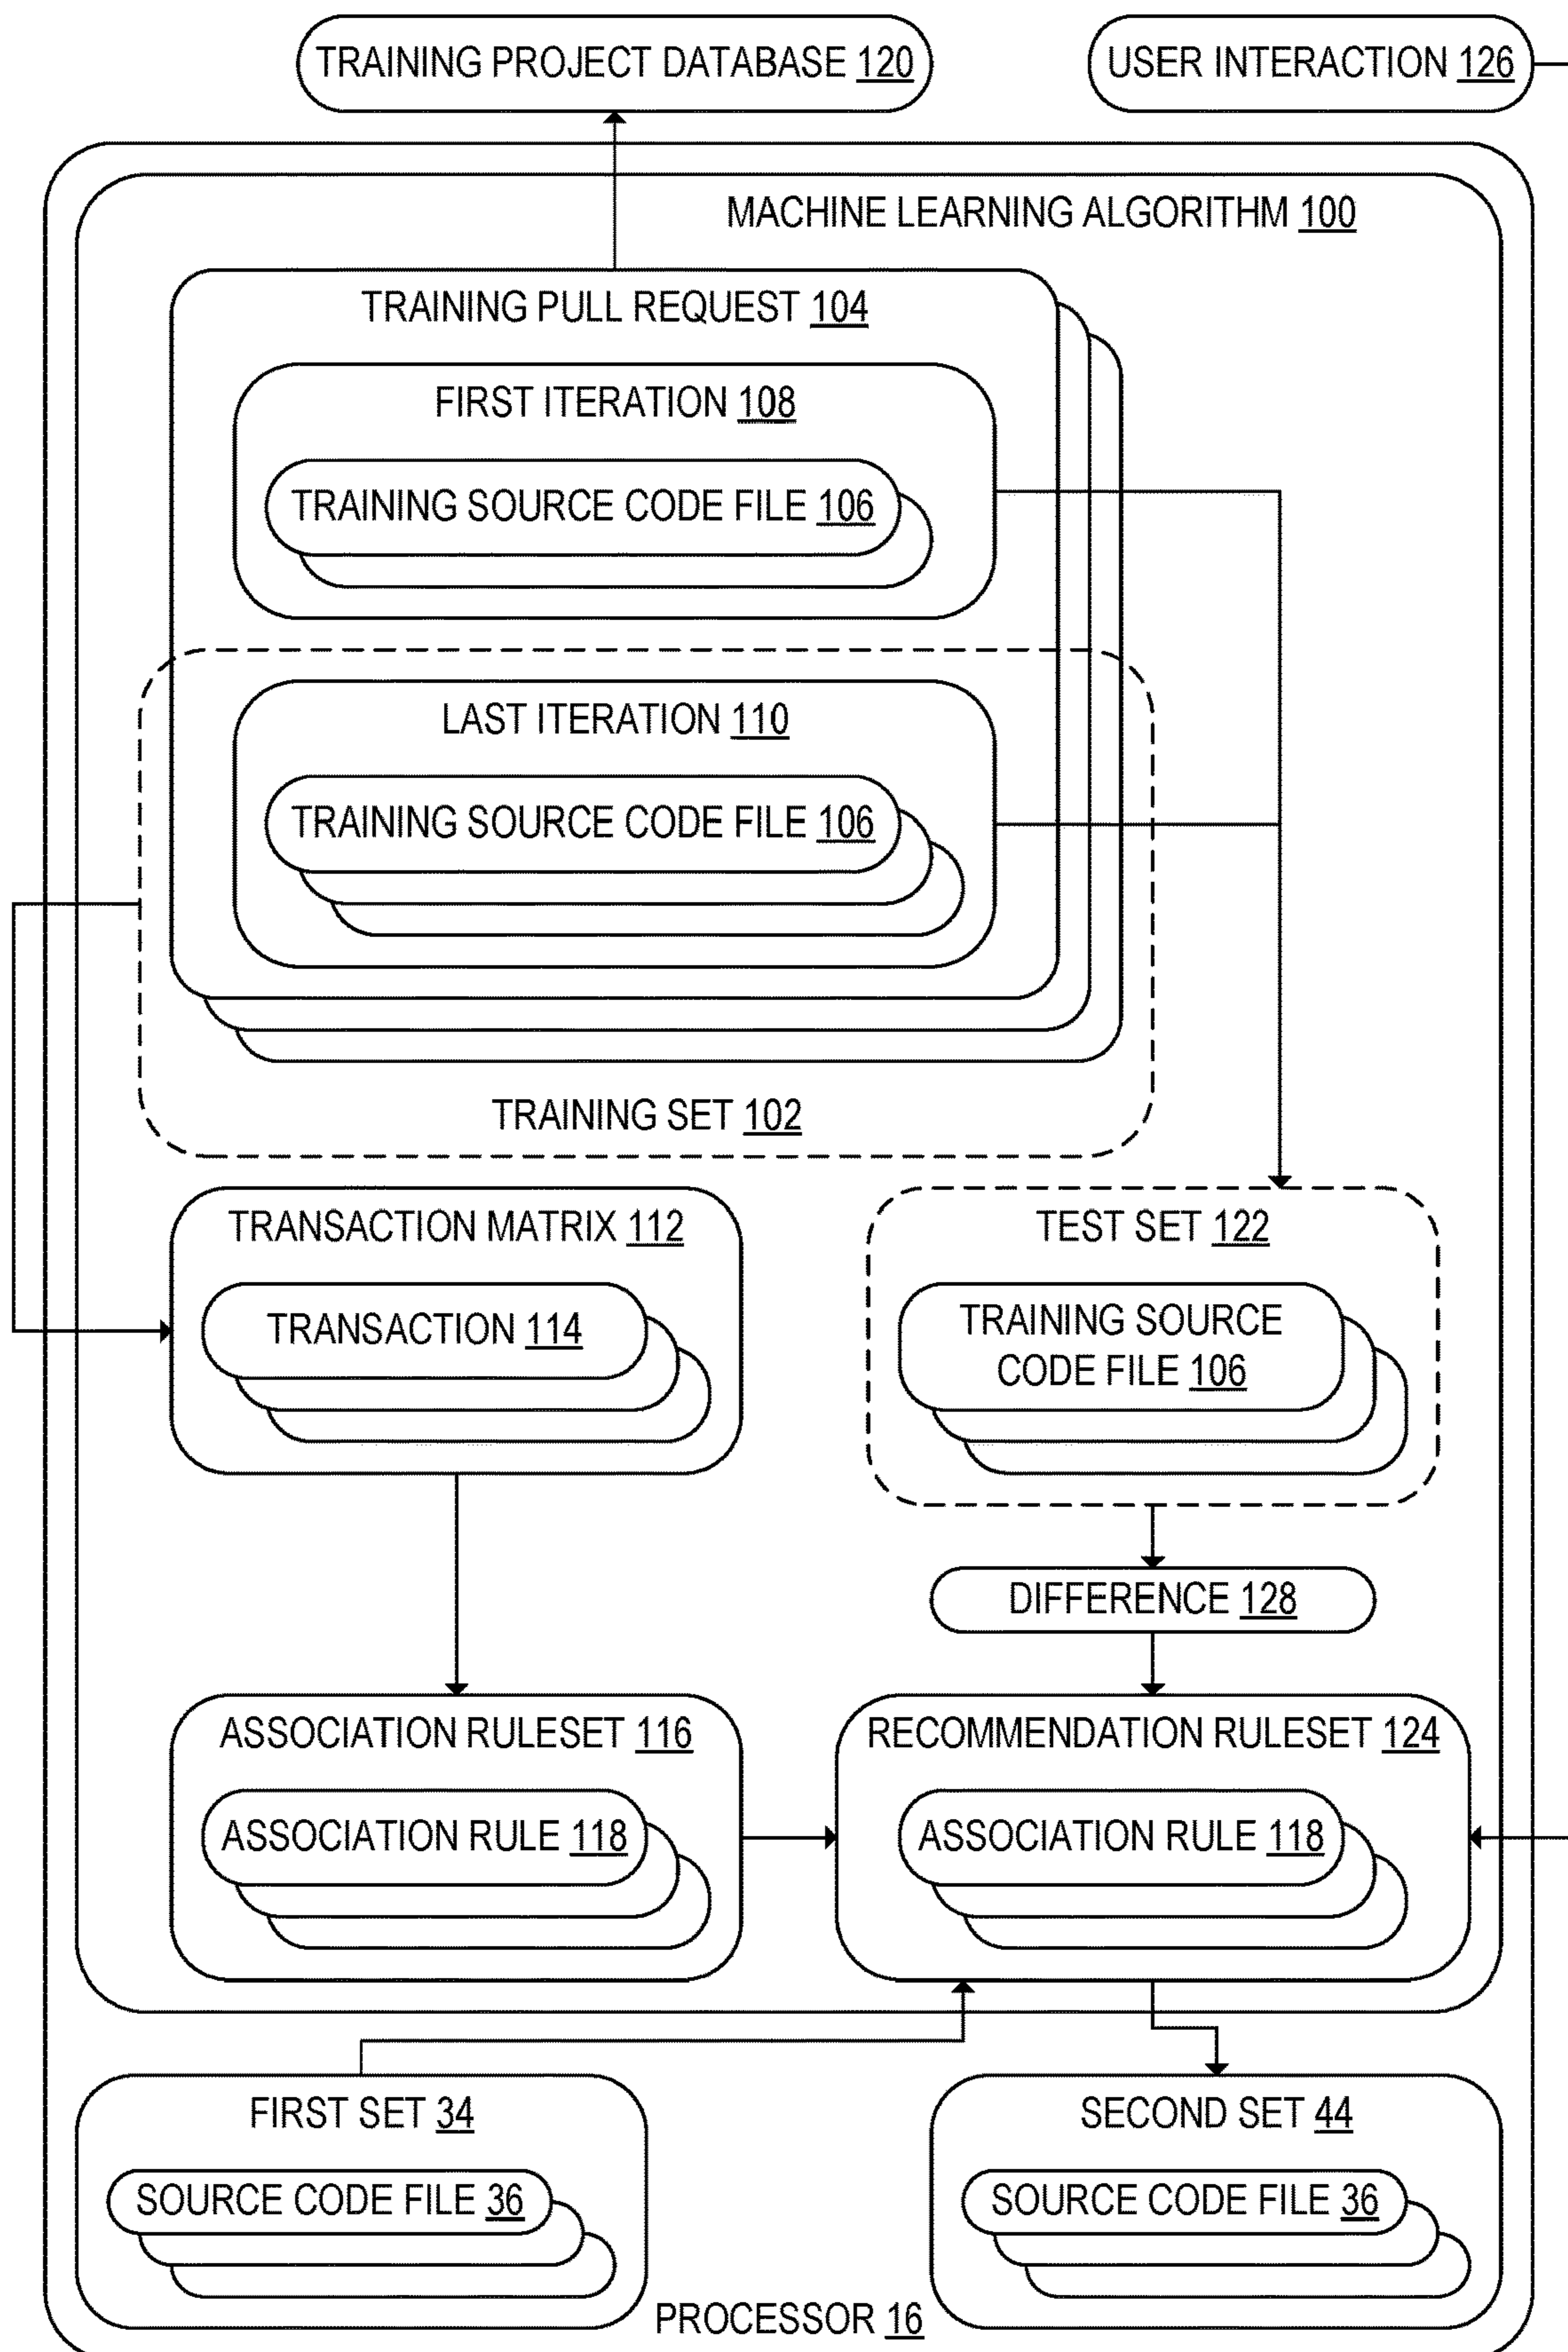 TRAINING PROJECT DATABASE 120
USER INTERACTION 126
MACHINE LEARNING ALGORITHM 100
TRAINING PULL REQUEST 104
FIRST ITERATION 108
TRAINING SOURCE CODE FILE 106
LAST ITERATION 110
TRAINING SOURCE CODE FILE 106
TRAINING SET 102
TRANSACTION MATRIX 112
TRANSACTION 114
TEST SET 122
TRAINING SOURCE
CODE FILE 106
DIFFERENCE 128
ASSOCIATION RULESET 116
ASSOCIATION RULE 118
RECOMMENDATION RULESET 124
ASSOCIATION RULE 118
FIRST SET 34
SOURCE CODE FILE 36
SECOND SET 44
SOURCE CODE FILE 36
PROCESSOR 16